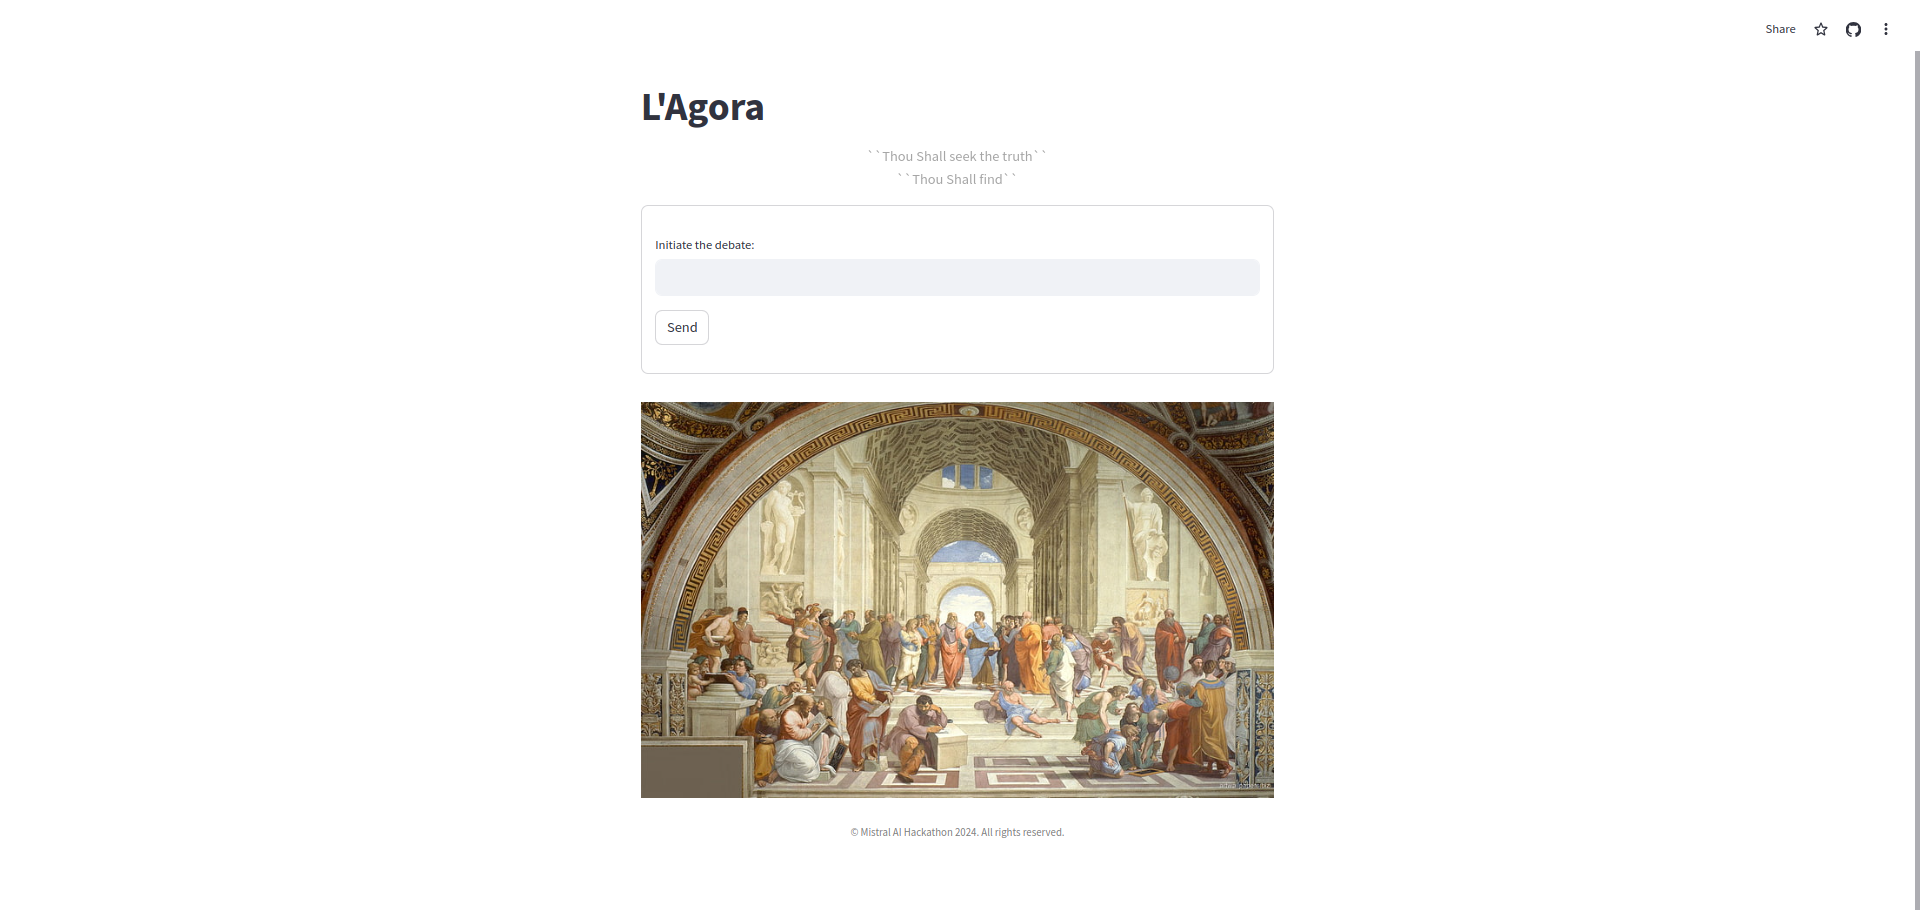 Share
L'Agora
``Thou Shall seek the truth``
``Thou Shall find``
Initiate the debate:
Send
© Mistral AI Hackathon 2024. All rights reserved.